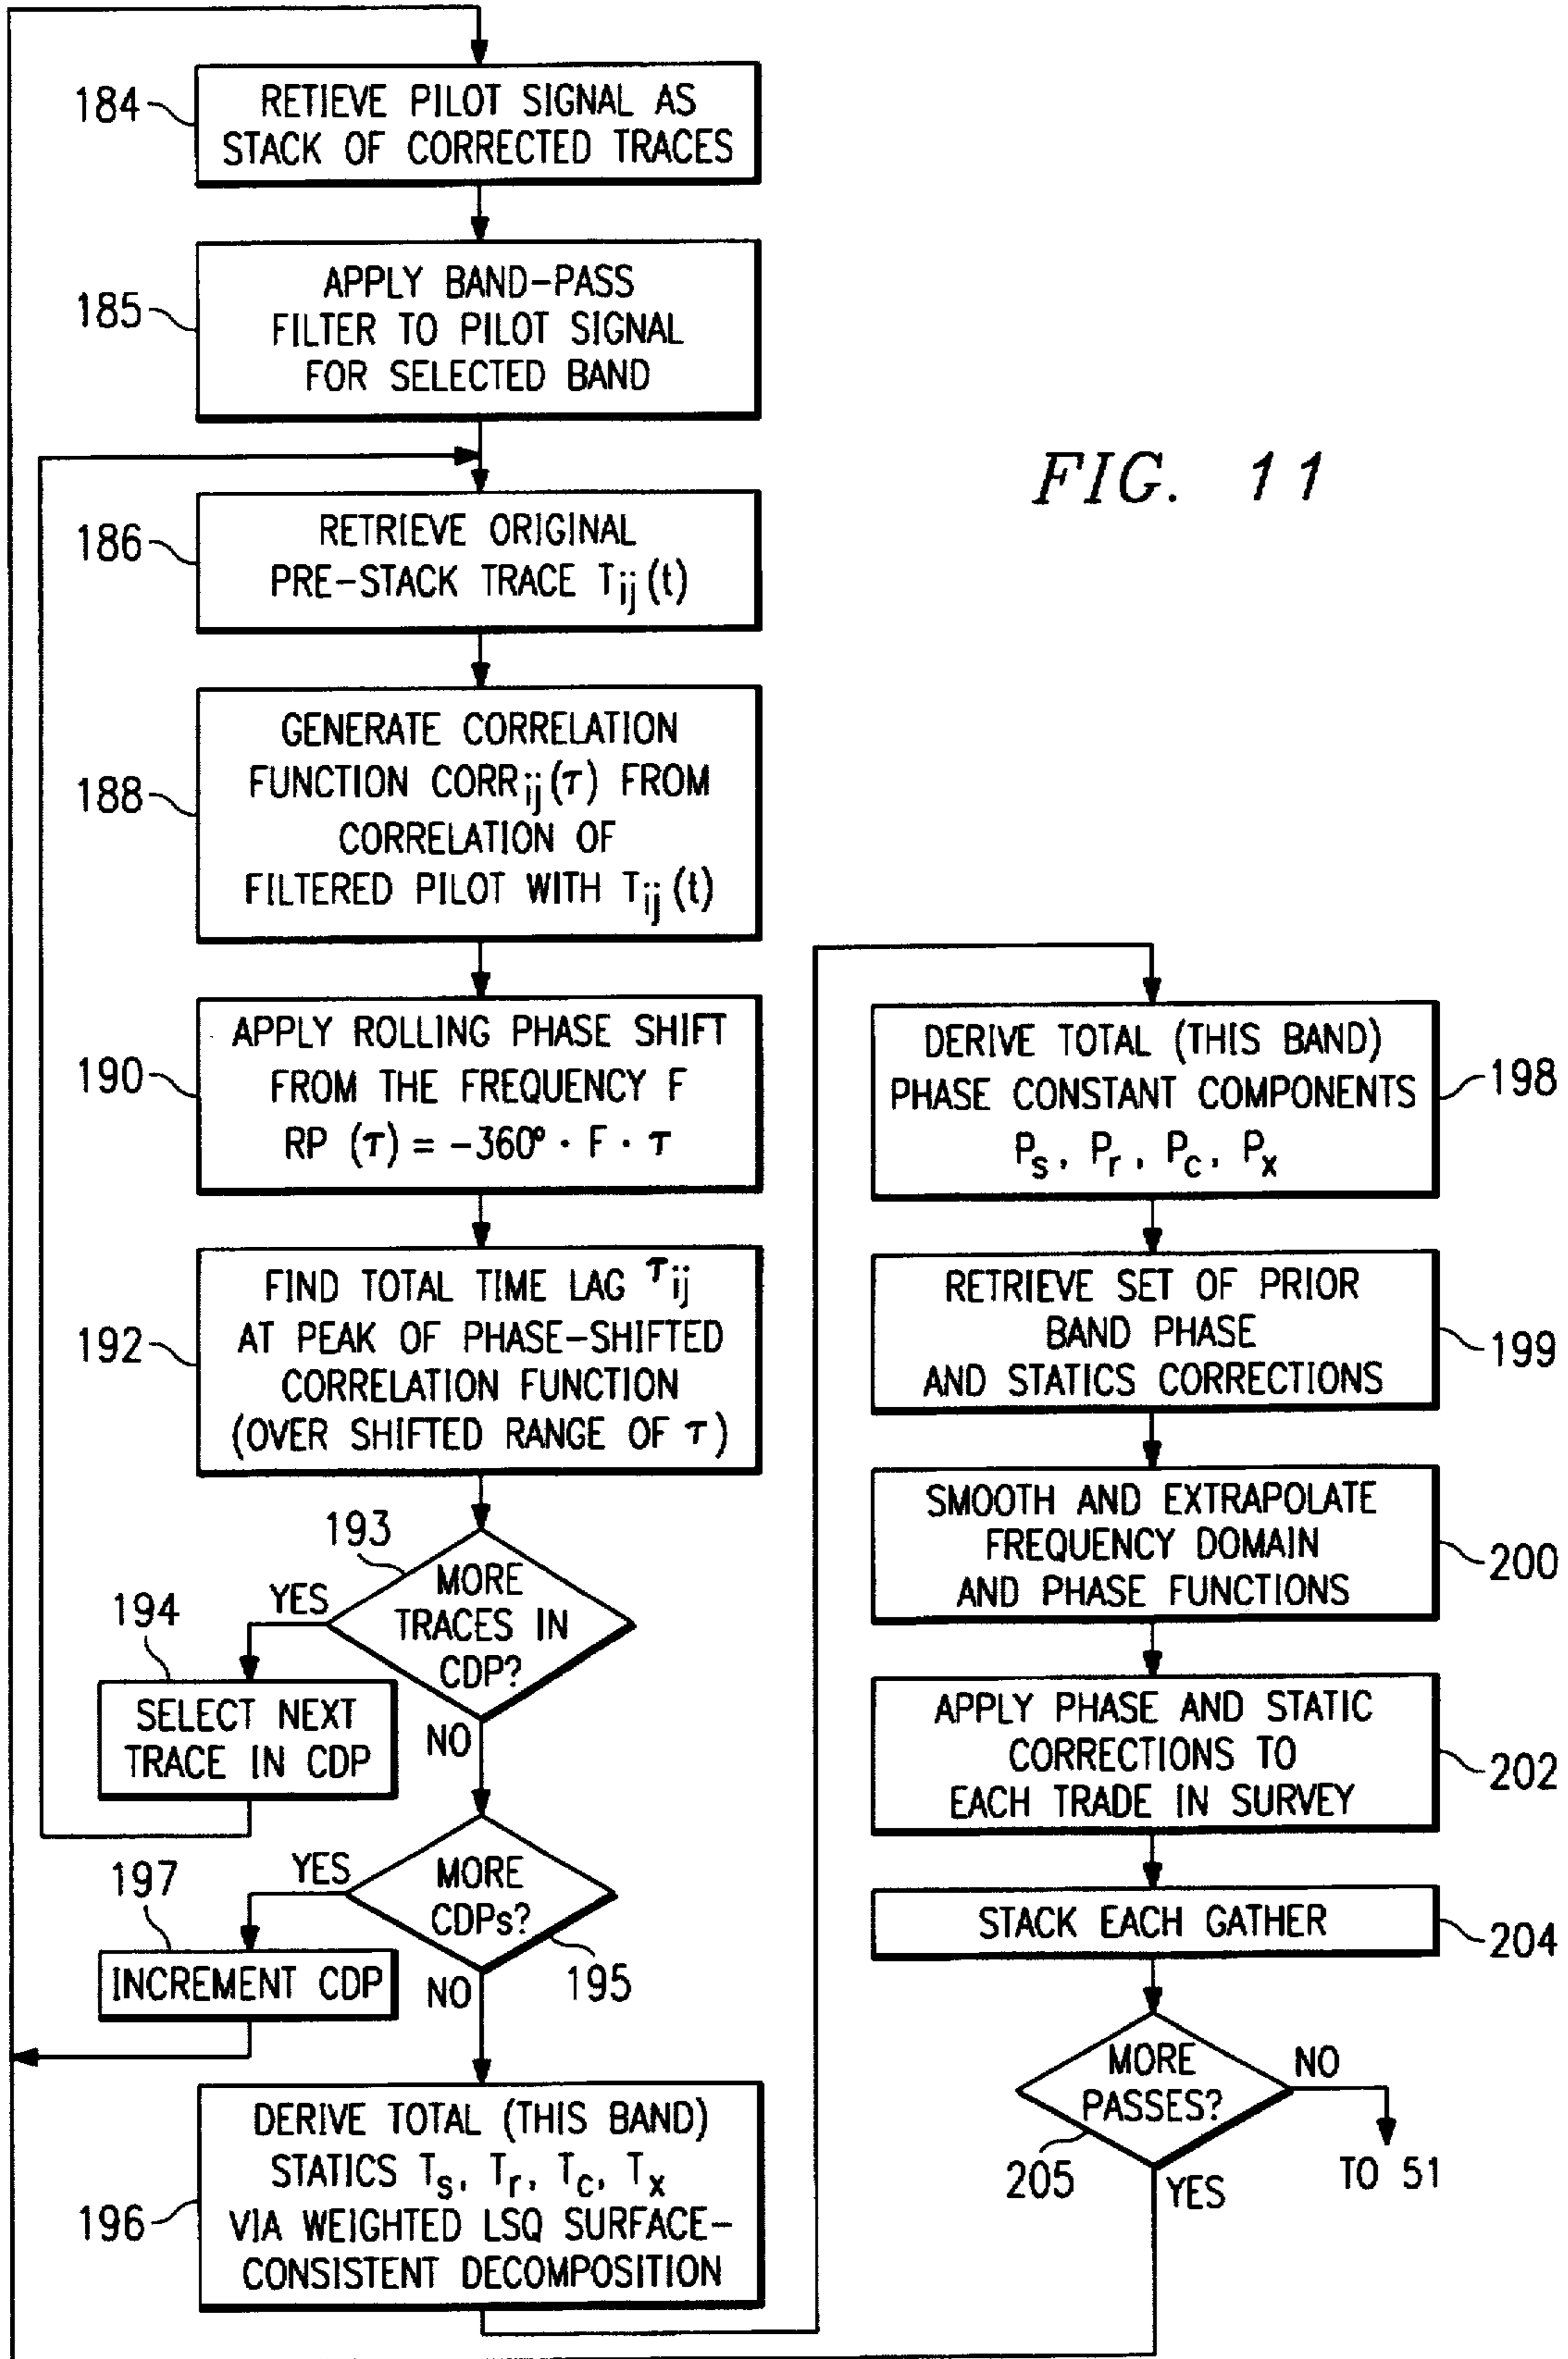 184
RETIEVE PILOT SIGNAL AS
STACK OF CORRECTED TRACES
185
APPLY BAND-PASS
FILTER TO PILOT SIGNAL
FOR SELECTED BAND
FIG. 11
186
RETRIEVE ORIGINAL
PRE-STACK TRACE Tij(t)
188
GENERATE CORRELATION
FUNCTION CORRij(τ) FROM
CORRELATION OF
FILTERED PILOT WITH Tij(t)
190
APPLY ROLLING PHASE SHIFT
FROM THE FREQUENCY F
RP (τ) = -360° · F · τ
192
FIND TOTAL TIME LAG τij
AT PEAK OF PHASE-SHIFTED
CORRELATION FUNCTION
(OVER SHIFTED RANGE OF τ)
193
MORE
TRACES IN
CDP?
YES
NO
194
SELECT NEXT
TRACE IN CDP
195
MORE
CDPs?
YES
NO
197
INCREMENT CDP
196
DERIVE TOTAL (THIS BAND)
STATICS Ts, Tr, Tc, Tx
VIA WEIGHTED LSQ SURFACE-
CONSISTENT DECOMPOSITION
DERIVE TOTAL (THIS BAND)
PHASE CONSTANT COMPONENTS
Ps, Pr, Pc, Px
198
RETRIEVE SET OF PRIOR
BAND PHASE
AND STATICS CORRECTIONS
199
SMOOTH AND EXTRAPOLATE
FREQUENCY DOMAIN
AND PHASE FUNCTIONS
200
APPLY PHASE AND STATIC
CORRECTIONS TO
EACH TRADE IN SURVEY
202
STACK EACH GATHER
204
MORE
PASSES?
205
NO
TO 51
YES